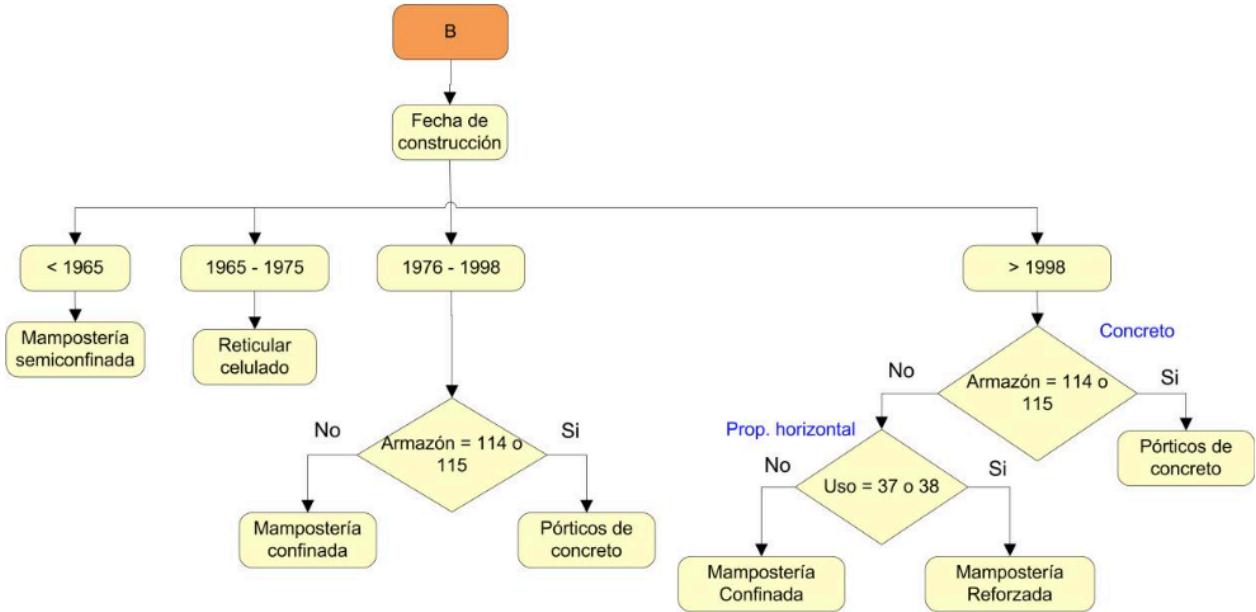 B
Fecha de
construcción
< 1965
1965 - 1975
1976 - 1998
> 1998
Mampostería
semiconfinada
Reticular
celulado
Concreto
No
Armazón = 114 o
115
Si
Prop. horizontal
Pórticos de
concreto
No
Armazón = 114 o
115
Si
No
Uso = 37 o 38
Si
Mampostería
confinada
Pórticos de
concreto
Mampostería
Confinada
Mampostería
Reforzada